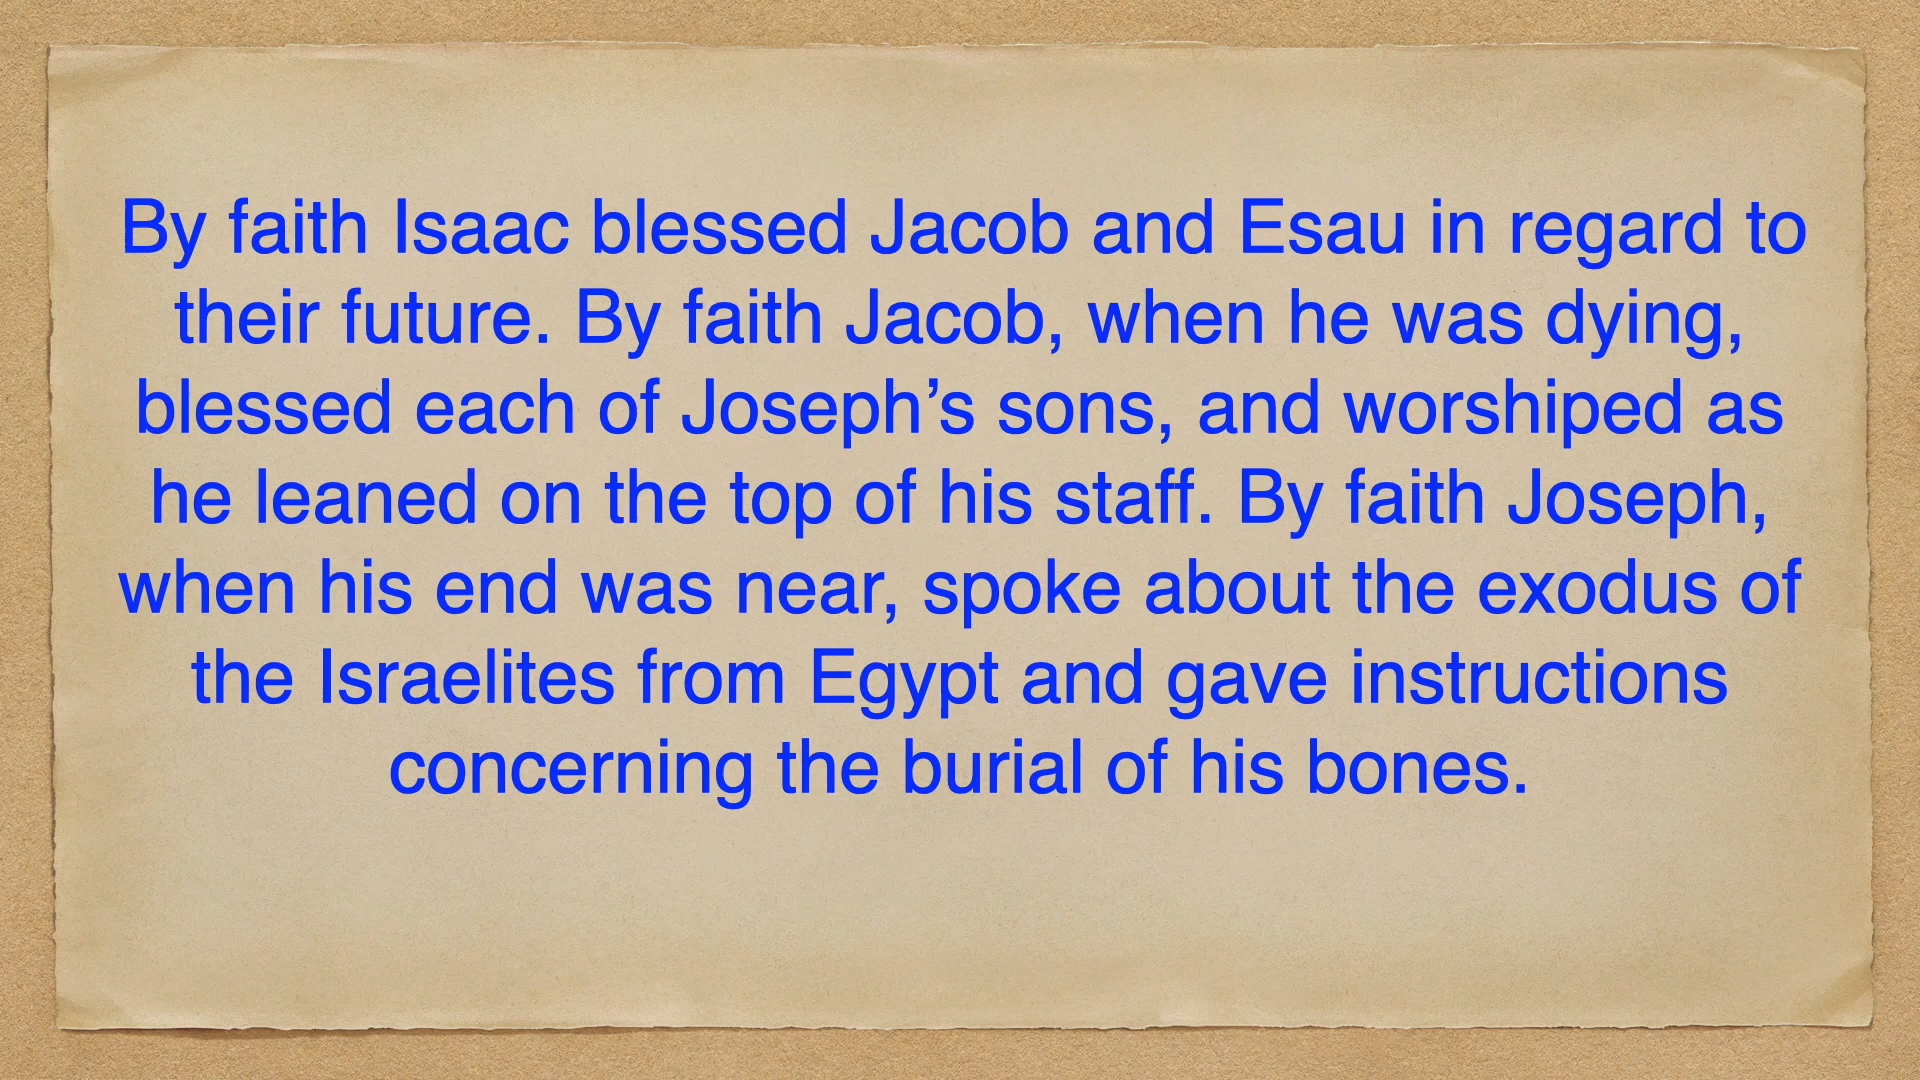 By faith Isaac blessed Jacob and Esau in regard to
their future. By faith Jacob, when he was dying,
blessed each of Joseph’s sons, and worshiped as
he leaned on the top of his staff. By faith Joseph,
when his end was near, spoke about the exodus of
the Israelites from Egypt and gave instructions
concerning the burial of his bones.